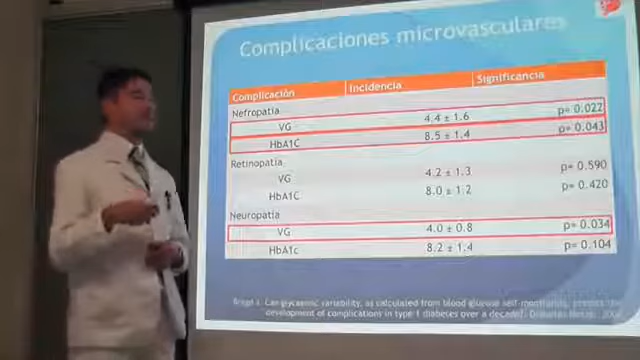 Complicaciones microvasculares
Complicación Incidencia Significancia
Nefropatía
VG 4.4 ± 1.6 p= 0.022
HbA1C 8.5 ± 1.4 p= 0.043
Retinopatía
VG 4.2 ± 1.3 p= 0.590
HbA1C 8.0 ± 1.2 p= 0.420
Neuropatía
VG 4.0 ± 0.8 p= 0.034
HbA1c 8.2 ± 1.4 p= 0.104
Can glycaemic variability, as calculated from blood glucose self-monitoring, predict the
development of complications in type 1 diabetes over a decade? Diabetes